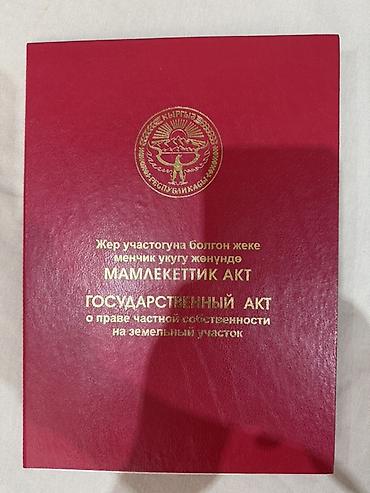 КЫРГЫЗ
РЕСПУБЛИКАСЫ
Жер участогуна болгон жеке
менчик укугу жөнүндө
МАМЛЕКЕТТИК АКТ
ГОСУДАРСТВЕННЫЙ АКТ
о праве частной собственности
на земельный участок